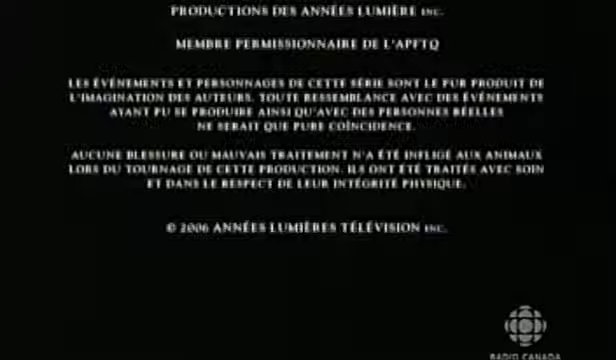 PRODUCTIONS DES ANNÉES LUMIÈRE INC.
MEMBRE PERMISSIONNAIRE DE L'APFTQ
LES ÉVÉNEMENTS ET PERSONNAGES DE CETTE SÉRIE SONT LE PUR PRODUIT DE
L'IMAGINATION DES AUTEURS. TOUTE RESSEMBLANCE AVEC DES ÉVÉNEMENTS
AYANT PU SE PRODUIRE AINSI QU'AVEC DES PERSONNES RÉELLES
NE SERAIT QUE PURE COÏNCIDENCE.
AUCUNE BLESSURE OU MAUVAIS TRAITEMENT N'A ÉTÉ INFLIGÉ AUX ANIMAUX
LORS DU TOURNAGE DE CETTE PRODUCTION. ILS ONT ÉTÉ TRAITÉS AVEC SOIN
ET DANS LE RESPECT DE LEUR INTÉGRITÉ PHYSIQUE.
© 2006 ANNÉES LUMIÈRES TÉLÉVISION INC.
RADIO CANADA